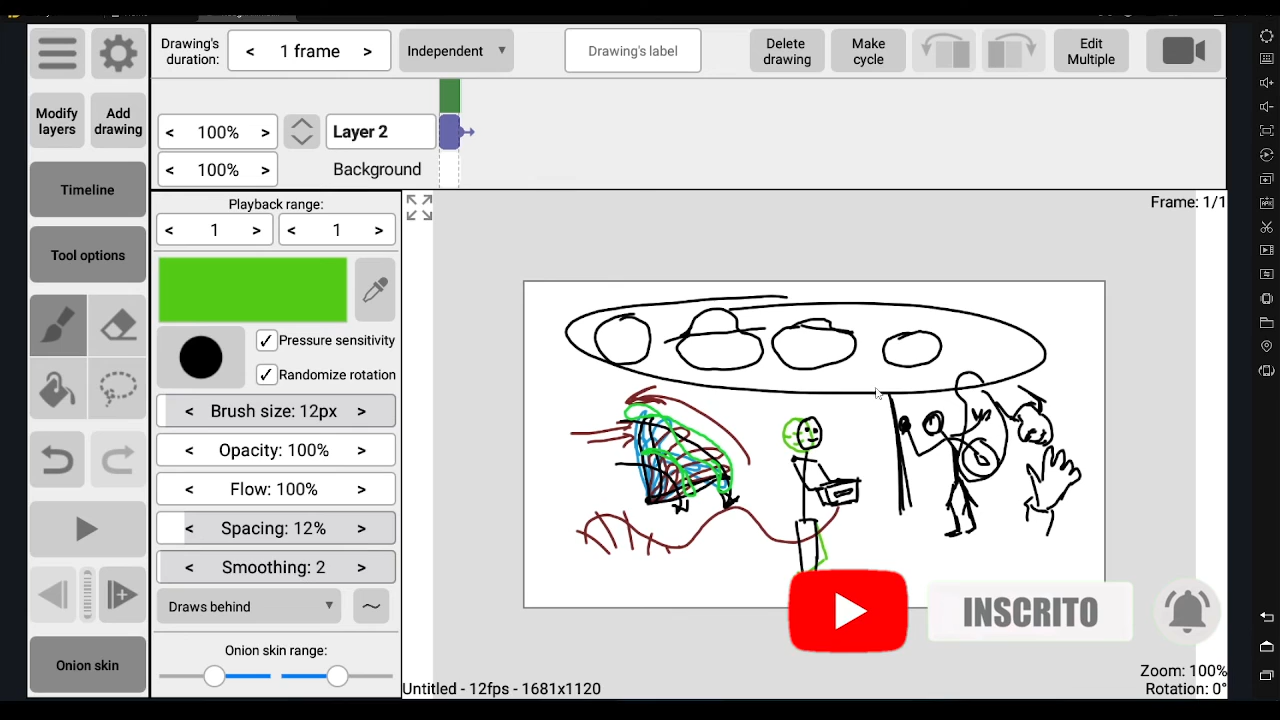 Drawing's
duration:
< 1 frame >
Independent
Drawing's label
Delete
drawing
Make
cycle
Edit
Multiple
Modify
layers
Add
drawing
< 100% >
Layer 2
< 100% >
Background
Timeline
Playback range:
< 1 >
< 1 >
Frame: 1/1
Tool options
Pressure sensitivity
Randomize rotation
< Brush size: 12px >
< Opacity: 100% >
< Flow: 100% >
< Spacing: 12% >
< Smoothing: 2 >
Draws behind
Onion skin range:
Onion skin
INSCRITO
Zoom: 100%
Rotation: 0°
Untitled - 12fps - 1681x1120